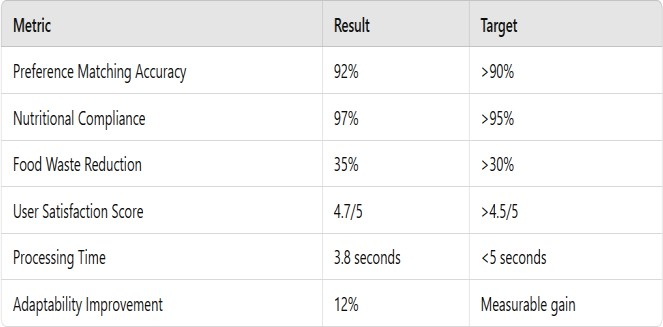 Metric Result Target
Preference Matching Accuracy 92% >90%
Nutritional Compliance 97% >95%
Food Waste Reduction 35% >30%
User Satisfaction Score 4.7/5 >4.5/5
Processing Time 3.8 seconds <5 seconds
Adaptability Improvement 12% Measurable gain